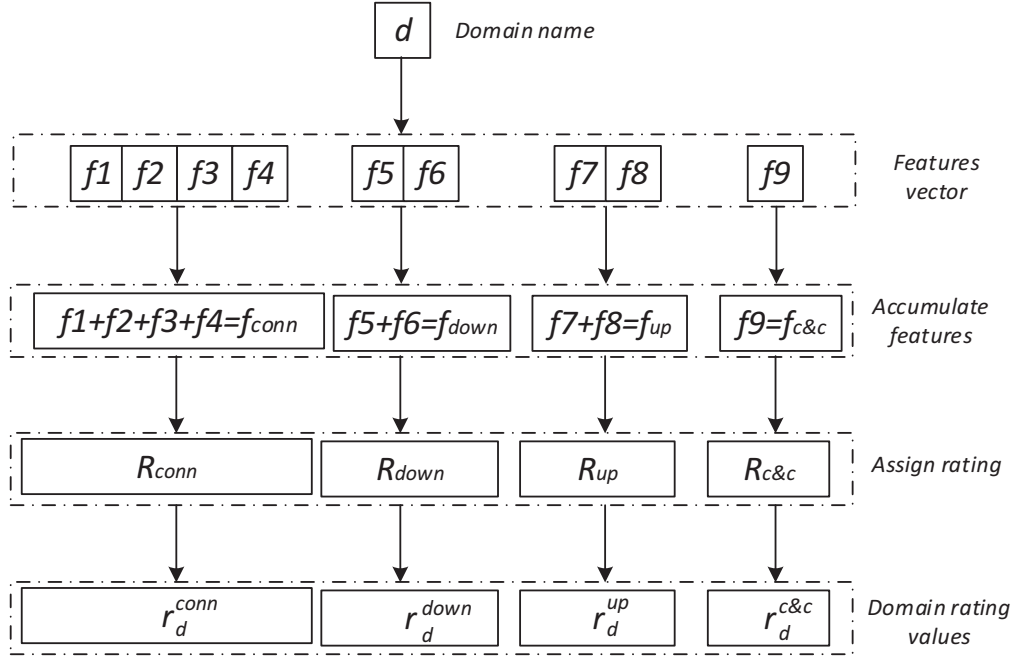 d Domain name
f1 f2 f3 f4 f5 f6 f7 f8 f9 Features vector
f1+f2+f3+f4=fconn f5+f6=fdown f7+f8=fup f9=fc&c Accumulate features
Rconn Rdown Rup Rc&c Assign rating
r_d^conn r_d^down r_d^up r_d^c&c Domain rating values